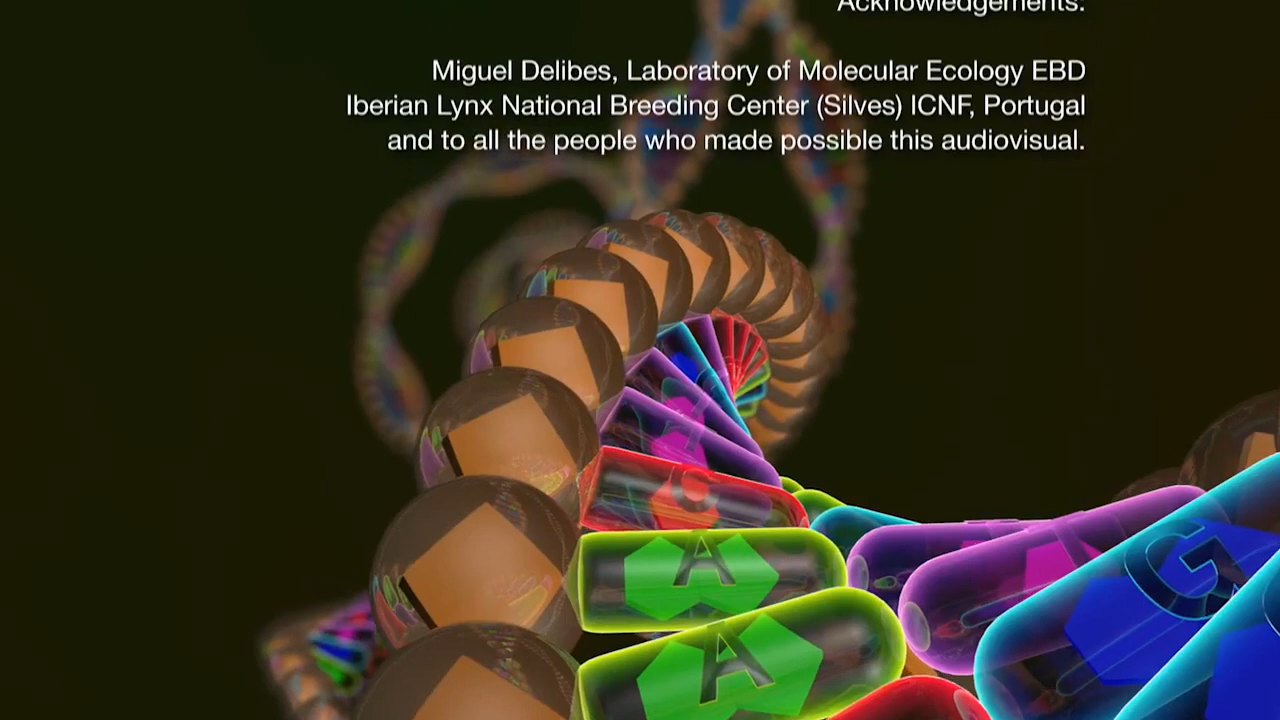 Acknowledgements:
Miguel Delibes, Laboratory of Molecular Ecology EBD
Iberian Lynx National Breeding Center (Silves) ICNF, Portugal
and to all the people who made possible this audiovisual.
C
A
A
G